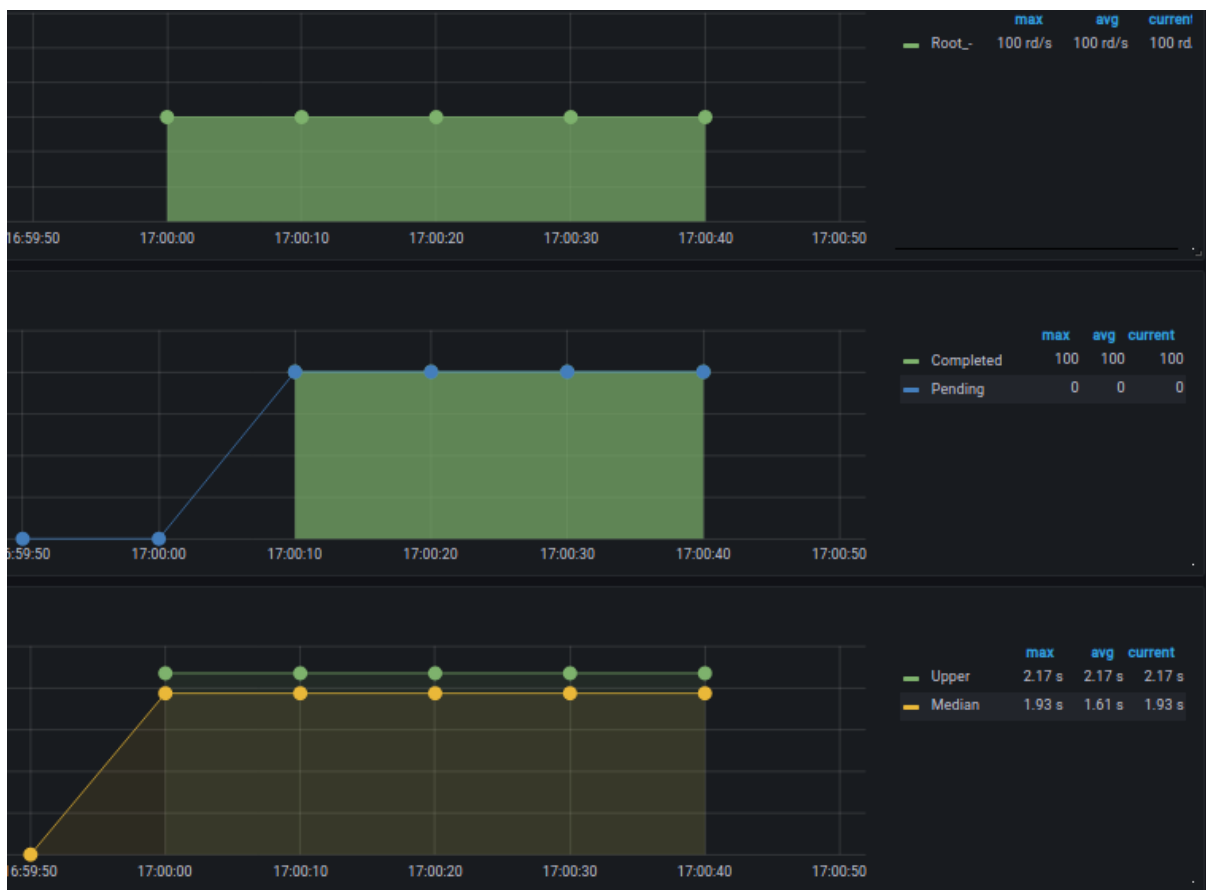 max avg current
Root_- 100 rd/s 100 rd/s 100 rd
16:59:50 17:00:00 17:00:10 17:00:20 17:00:30 17:00:40 17:00:50
max avg current
Completed 100 100 100
Pending 0 0 0
5:59:50 17:00:00 17:00:10 17:00:20 17:00:30 17:00:40 17:00:50
max avg current
Upper 2.17 s 2.17 s 2.17 s
Median 1.93 s 1.61 s 1.93 s
16:59:50 17:00:00 17:00:10 17:00:20 17:00:30 17:00:40 17:00:50